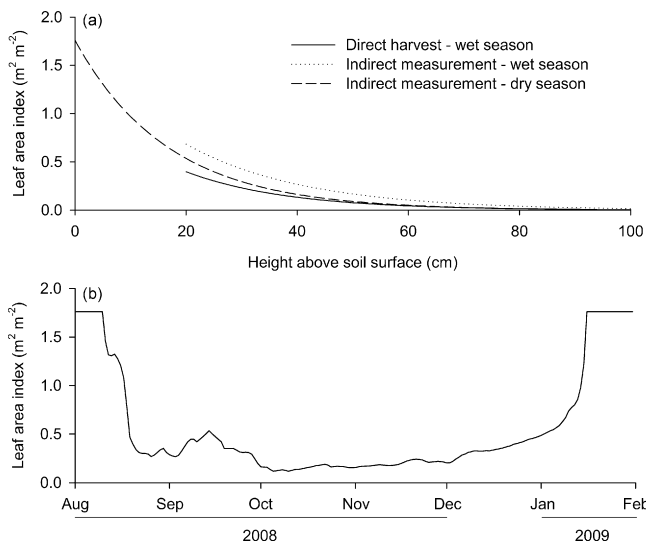 (a)
Leaf area index (m² m⁻²)
2.0
1.5
1.0
0.5
0.0
Direct harvest - wet season
Indirect measurement - wet season
Indirect measurement - dry season
0 20 40 60 80 100
Height above soil surface (cm)
(b)
Leaf area index (m² m⁻²)
2.0
1.5
1.0
0.5
0.0
Aug Sep Oct Nov Dec Jan Feb
2008 2009